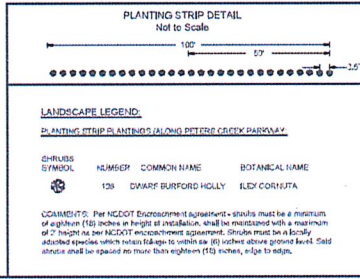 PLANTING STRIP DETAIL
Not to Scale
100'
50'
LANDSCAPE LEGEND:
PLANTING STRIP PLANTINGS (ALONG PETERS CREEK PARKWAY:
SHRUBS
SYMBOL NUMBER COMMON NAME BOTANICAL NAME
DWARF BURFORD HOLLY ILEX CORNUTA
COMMENTS: Per NCDOT Encroachment agreement - shrubs must be a minimum
of eighteen (18) inches in height at installation, shall be maintained with a maximum
of 2' height as per NCDOT encroachment agreement. Shrubs must be a locally
adapted species which retain foliage to within six (6) inches above ground level. Said
shrubs shall be spaced no more than eighteen (18) inches, edge to edge.